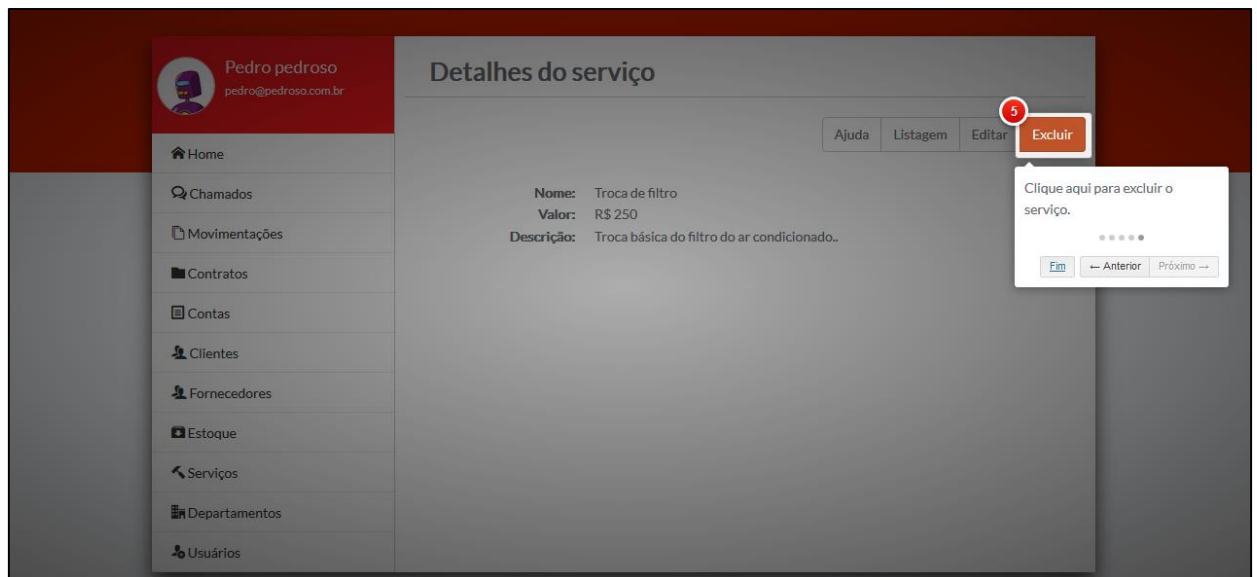 Pedro pedroso
pedro@pedroso.com.br
Detalhes do serviço
5
Ajuda Listagem Editar Excluir
Home
Chamados
Movimentações
Contratos
Contas
Clientes
Fornecedores
Estoque
Serviços
Departamentos
Usuários
Nome: Troca de filtro
Valor: R$ 250
Descrição: Troca básica do filtro do ar condicionado..
Clique aqui para excluir o
serviço.
Fim ← Anterior Próximo →